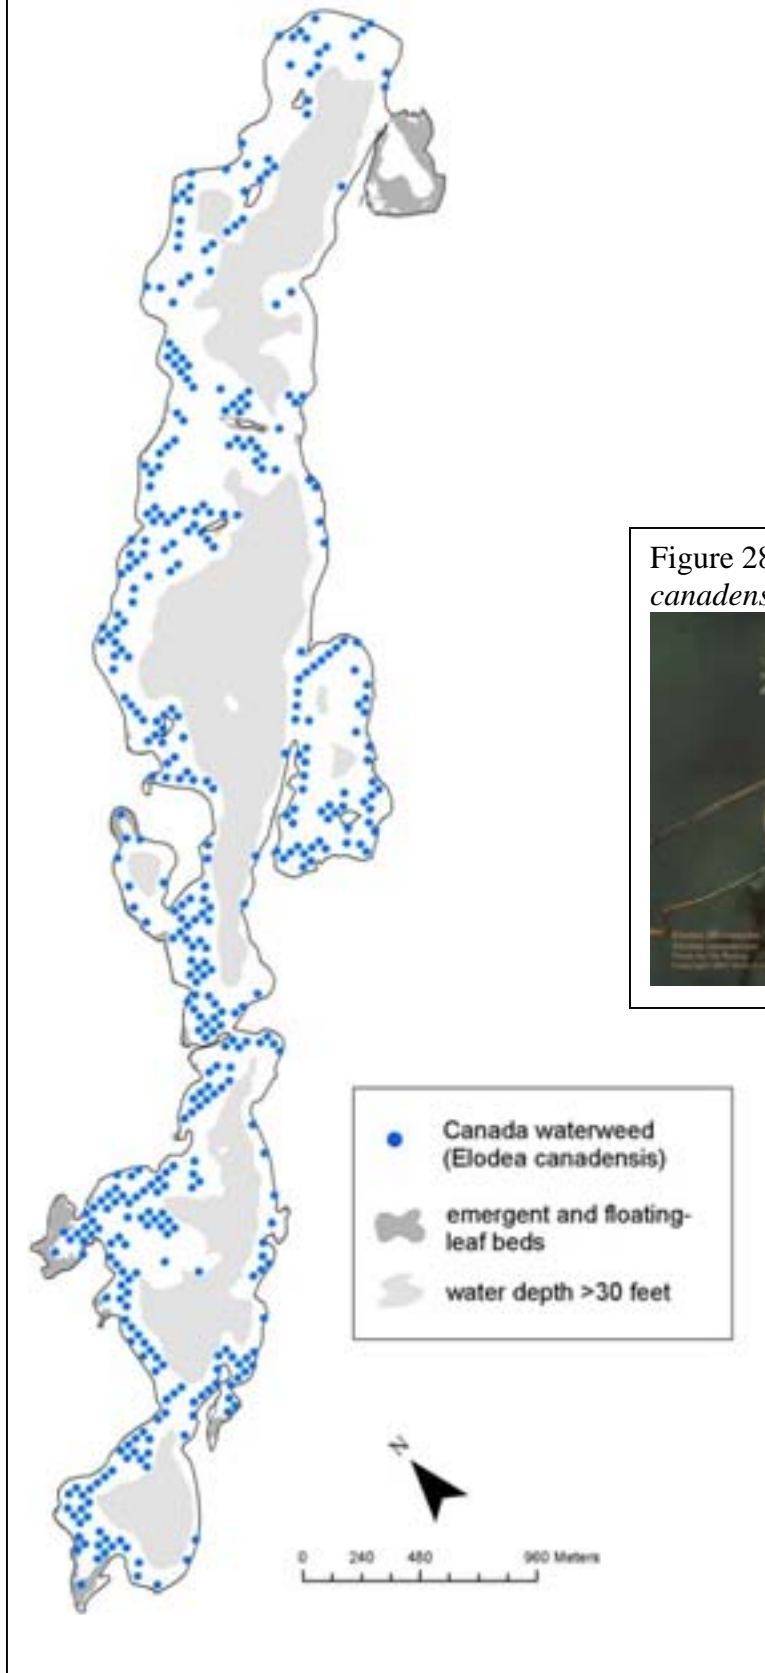 Figure 28
canadens
Canada waterweed
(Elodea canadensis)
emergent and floating-
leaf beds
water depth >30 feet
N
0 240 480 960 Meters